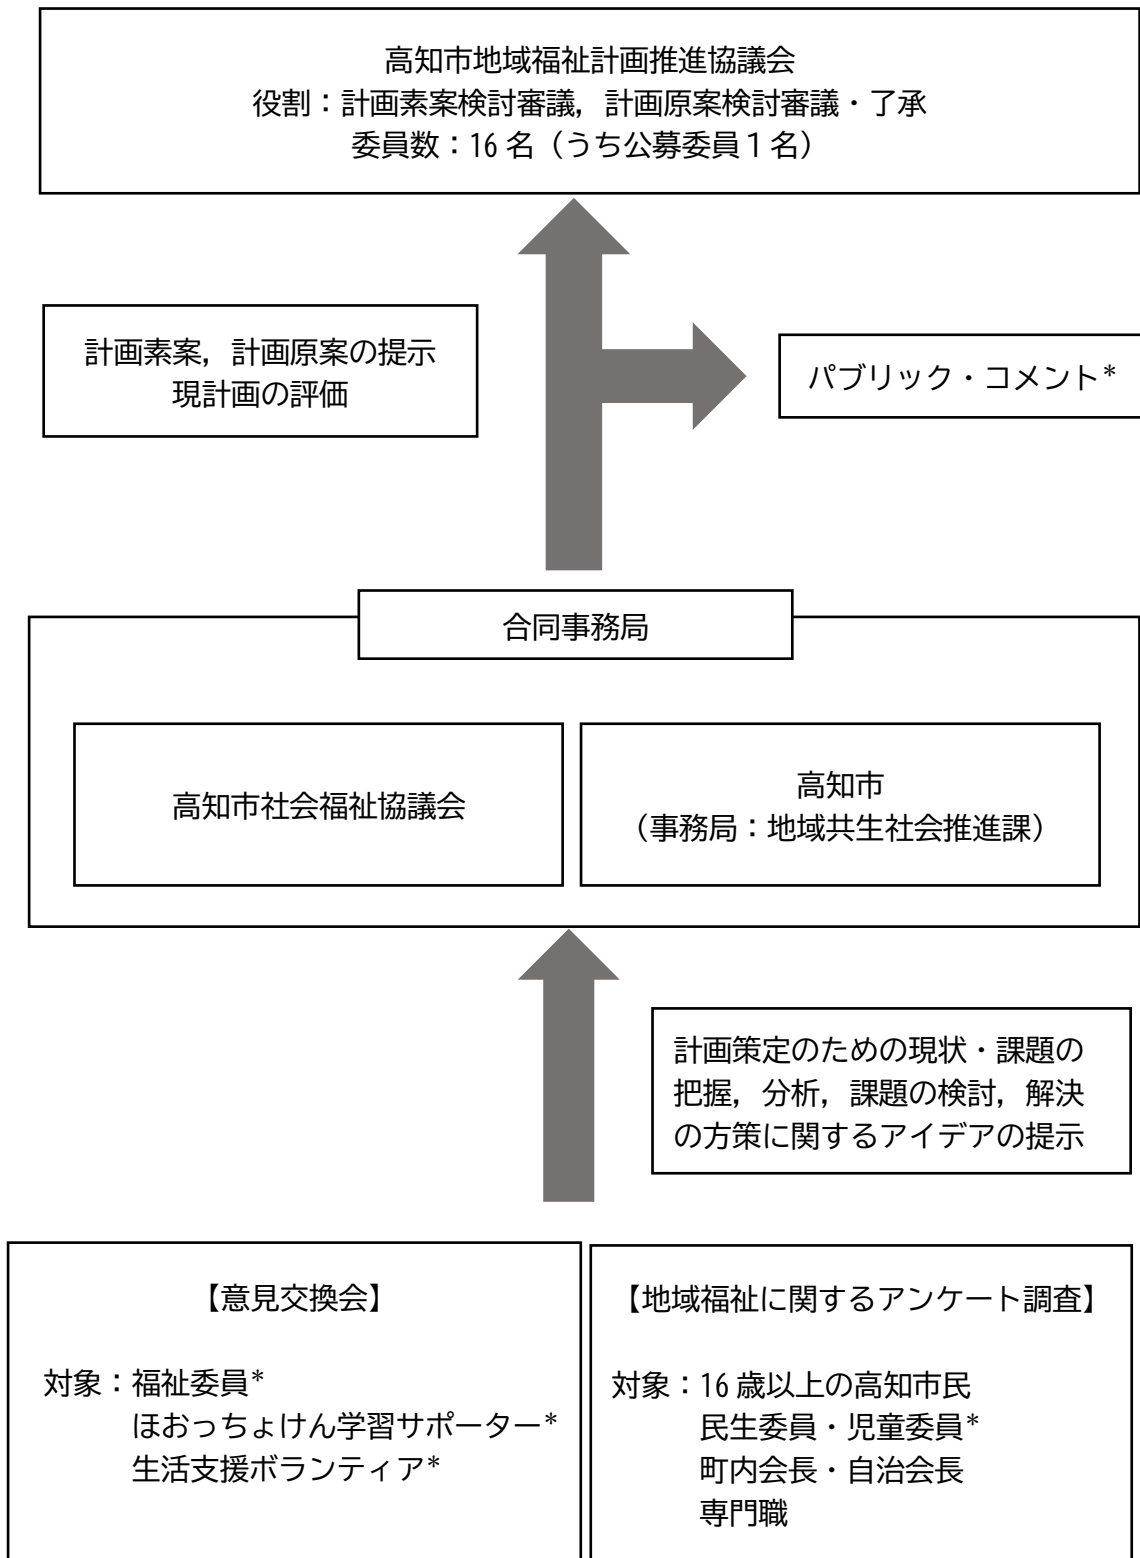 高知市地域福祉計画推進協議会
役割：計画素案検討審議，計画原案検討審議・了承
委員数：16 名（うち公募委員１名）
計画素案，計画原案の提示
現計画の評価
パブリック・コメント*
合同事務局
高知市社会福祉協議会
高知市
（事務局：地域共生社会推進課）
計画策定のための現状・課題の
把握，分析，課題の検討，解決
の方策に関するアイデアの提示
【意見交換会】
対象：福祉委員*
ほおっちょけん学習サポーター*
生活支援ボランティア*
【地域福祉に関するアンケート調査】
対象：16 歳以上の高知市民
民生委員・児童委員*
町内会長・自治会長
専門職